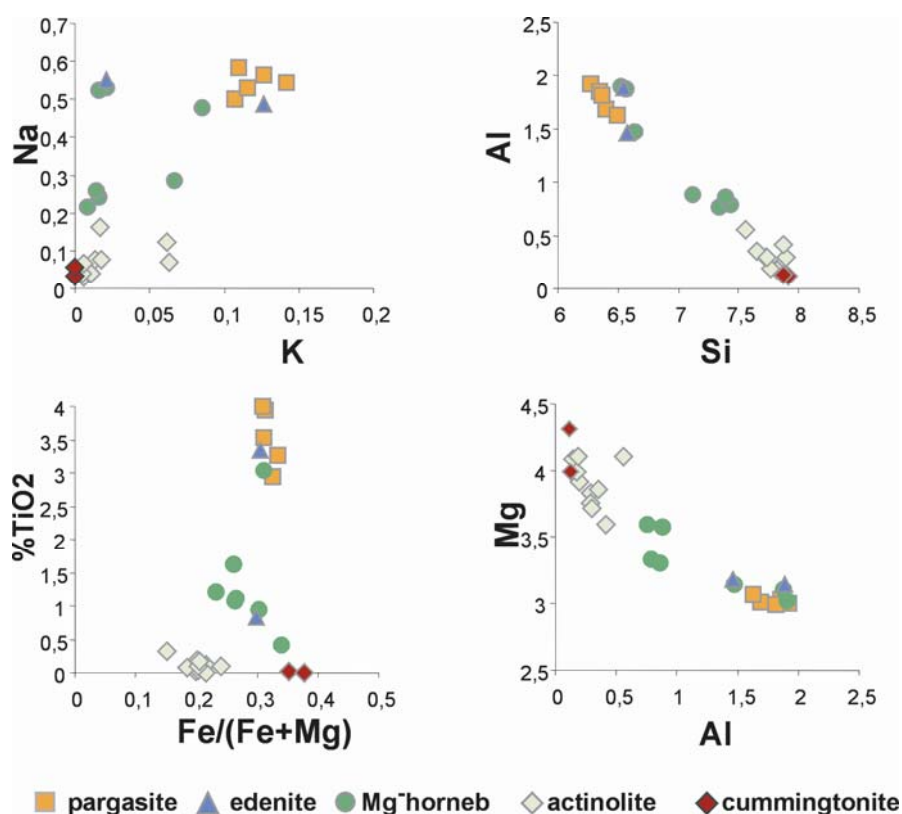 0,7
0,6
0,5
0,4
0,3
0,2
0,1
0
Na
0 0,05 0,1 0,15 0,2
K
2,5
2
1,5
1
0,5
0
Al
6 6,5 7 7,5 8 8,5
Si
4
3,5
3
2,5
2
1,5
1
0,5
0
%TiO2
0 0,1 0,2 0,3 0,4 0,5
Fe/(Fe+Mg)
4,5
4
3,5
3
2,5
Mg
0 0,5 1 1,5 2 2,5
Al
pargasite edenite Mg-horneb actinolite cummingtonite